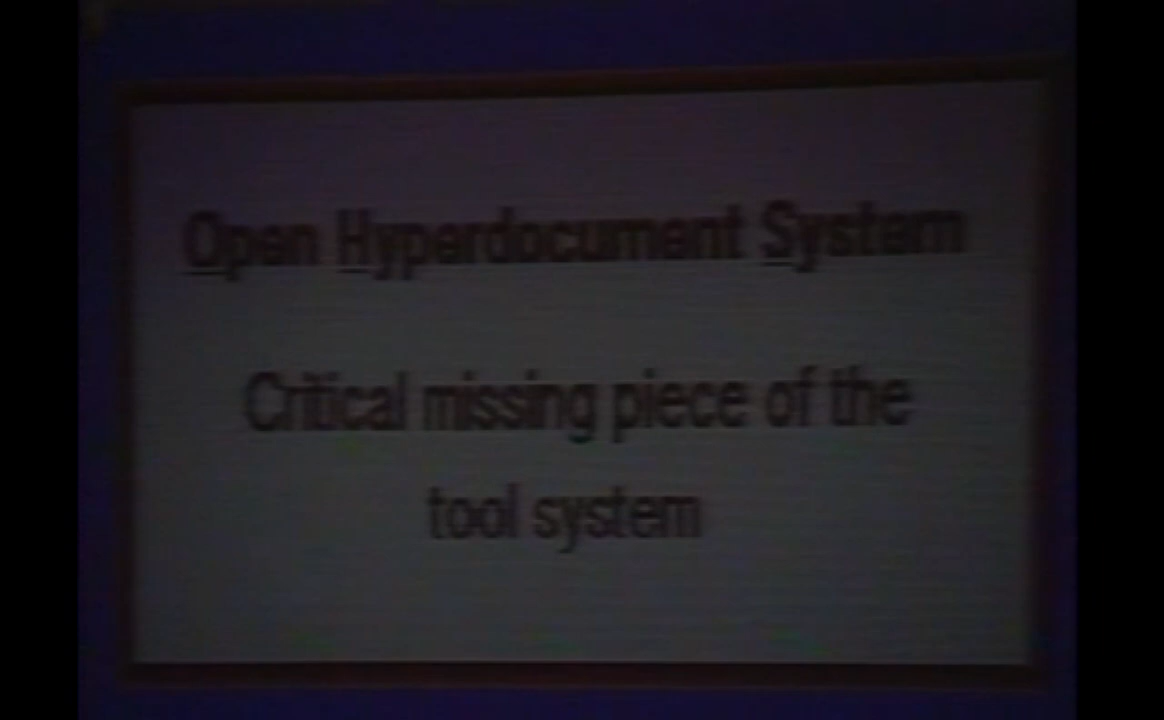 Open Hyperdocument System
Critical missing piece of the
tool system